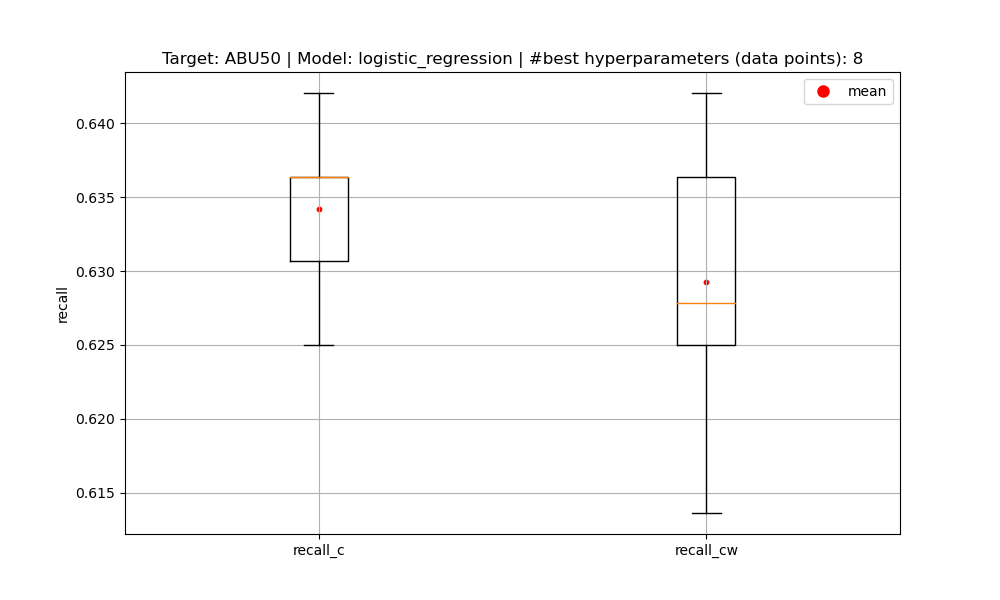 Target: ABU50 | Model: logistic_regression | #best hyperparameters (data points): 8
mean
0.640
0.635
0.630
0.625
0.620
0.615
recall
recall_c
recall_cw